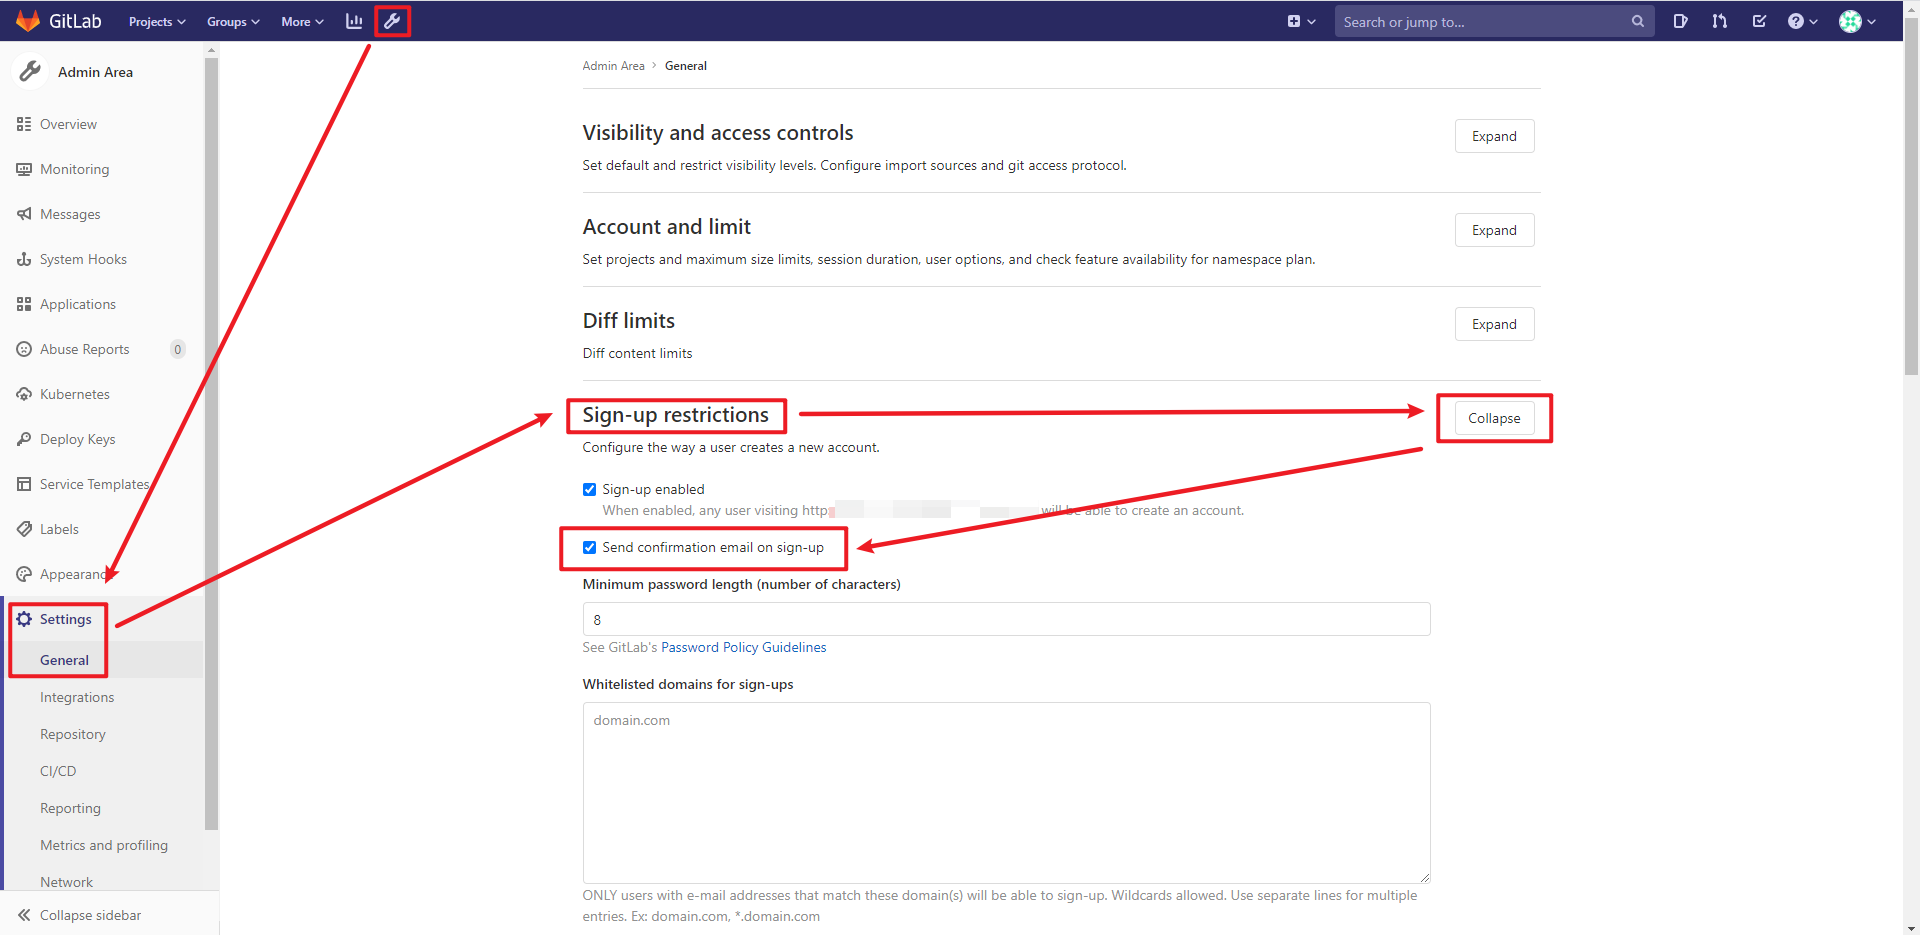 GitLab Projects Groups More Search or jump to...
Admin Area
Overview
Monitoring
Messages
System Hooks
Applications
Abuse Reports 0
Kubernetes
Deploy Keys
Service Templates
Labels
Appearance
Settings
General
Integrations
Repository
CI/CD
Reporting
Metrics and profiling
Network
Collapse sidebar
Admin Area > General
Visibility and access controls
Expand
Set default and restrict visibility levels. Configure import sources and git access protocol.
Account and limit
Expand
Set projects and maximum size limits, session duration, user options, and check feature availability for namespace plan.
Diff limits
Expand
Diff content limits
Sign-up restrictions
Collapse
Configure the way a user creates a new account.
Sign-up enabled
When enabled, any user visiting http: will be able to create an account.
Send confirmation email on sign-up
Minimum password length (number of characters)
8
See GitLab's Password Policy Guidelines
Whitelisted domains for sign-ups
domain.com
ONLY users with e-mail addresses that match these domain(s) will be able to sign-up. Wildcards allowed. Use separate lines for multiple
entries. Ex: domain.com, *.domain.com